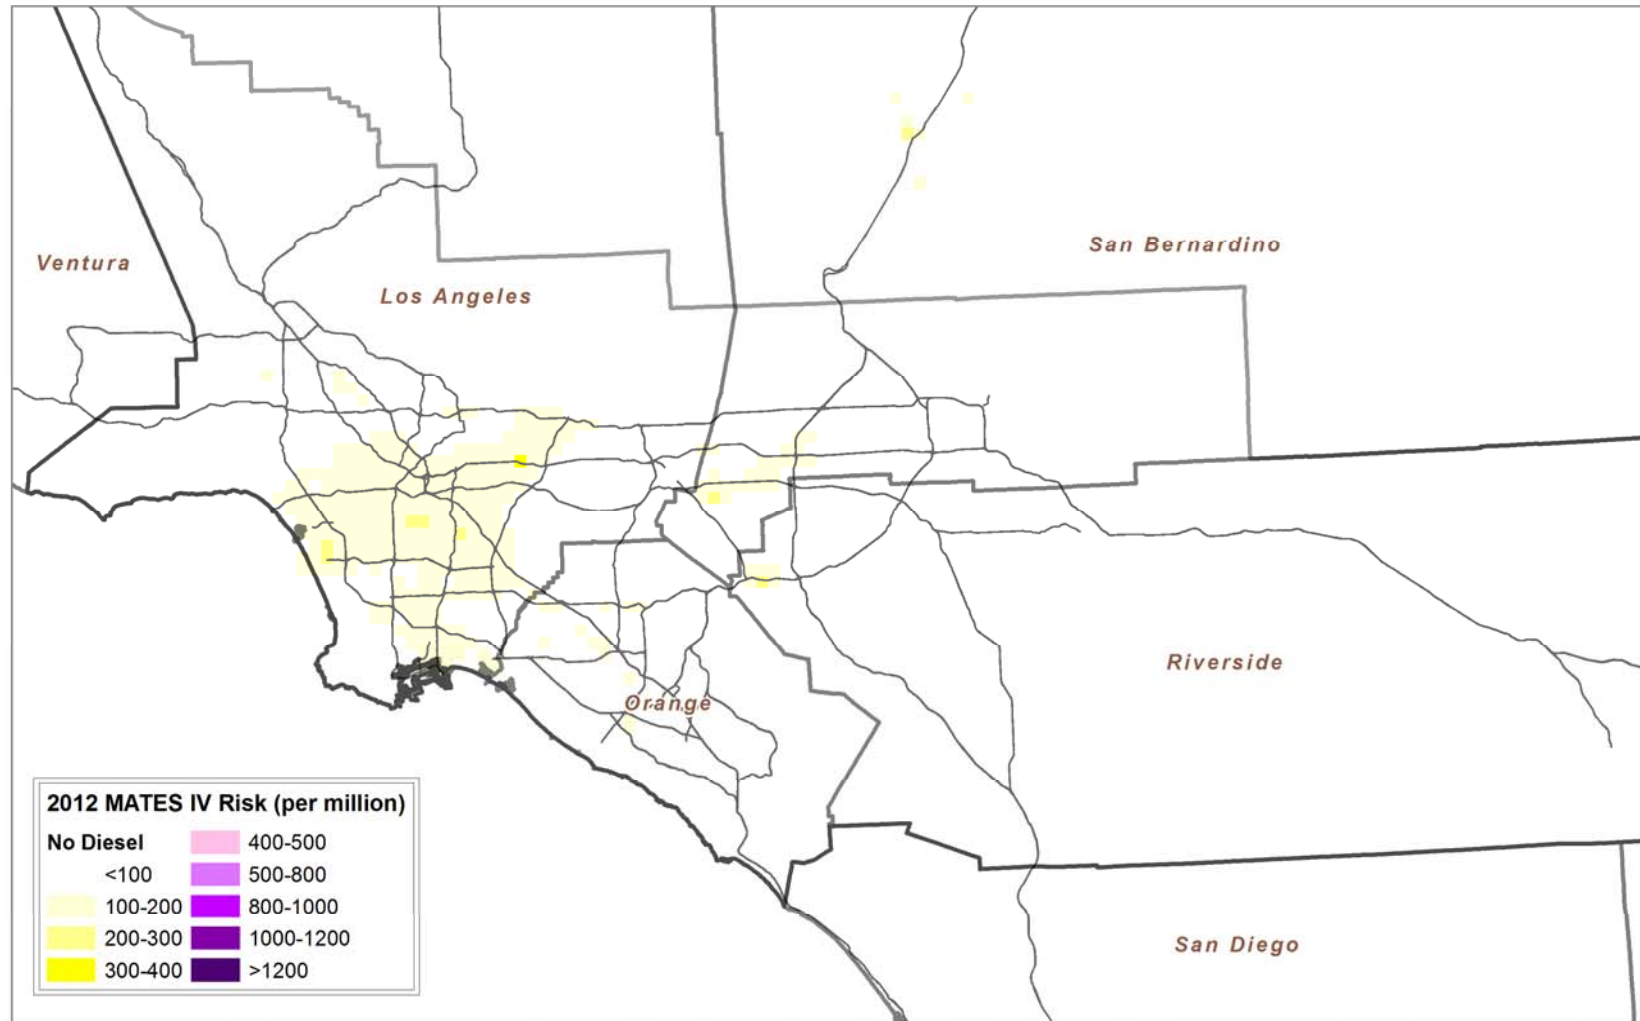 San Bernardino
Ventura
Los Angeles
Riverside
Orange
San Diego
2012 MATES IV Risk (per million)
No Diesel
<100
100-200
200-300
300-400
400-500
500-800
800-1000
1000-1200
>1200